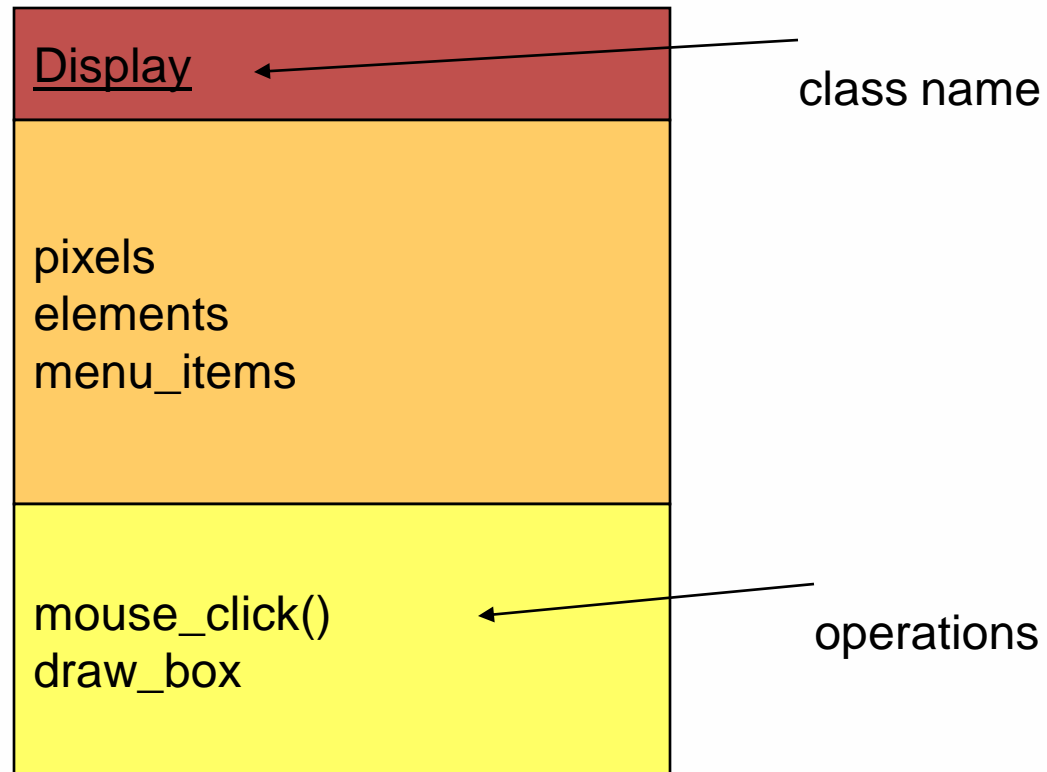 Display
class name
pixels
elements
menu_items
mouse_click()
operations
draw_box